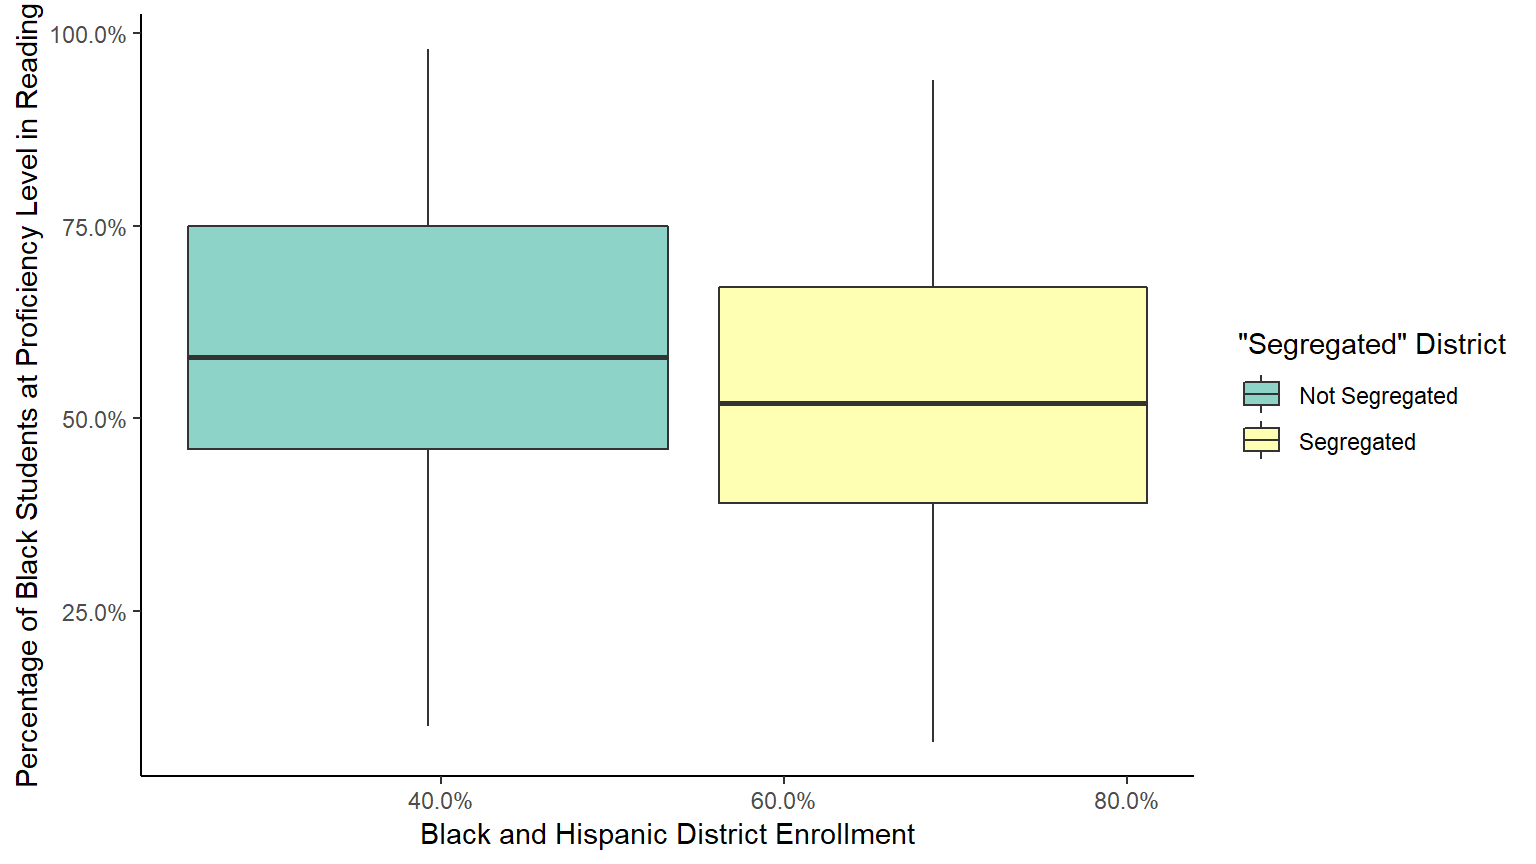 Percentage of Black Students at Proficiency Level in Reading
100.0%
75.0%
50.0%
25.0%
40.0%
60.0%
80.0%
Black and Hispanic District Enrollment
"Segregated" District
Not Segregated
Segregated